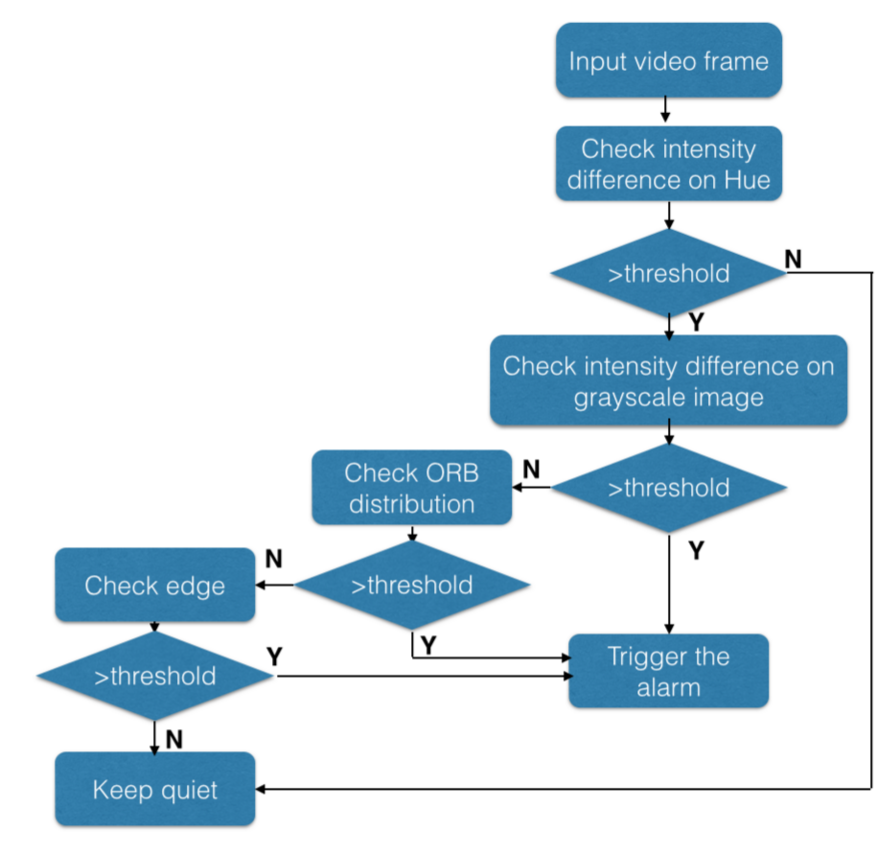 Input video frame
Check intensity
difference on Hue
>threshold
N
Y
Check intensity difference on
grayscale image
>threshold
N
Y
Check ORB
distribution
>threshold
N
Y
Check edge
>threshold
Y
N
Trigger the
alarm
Keep quiet